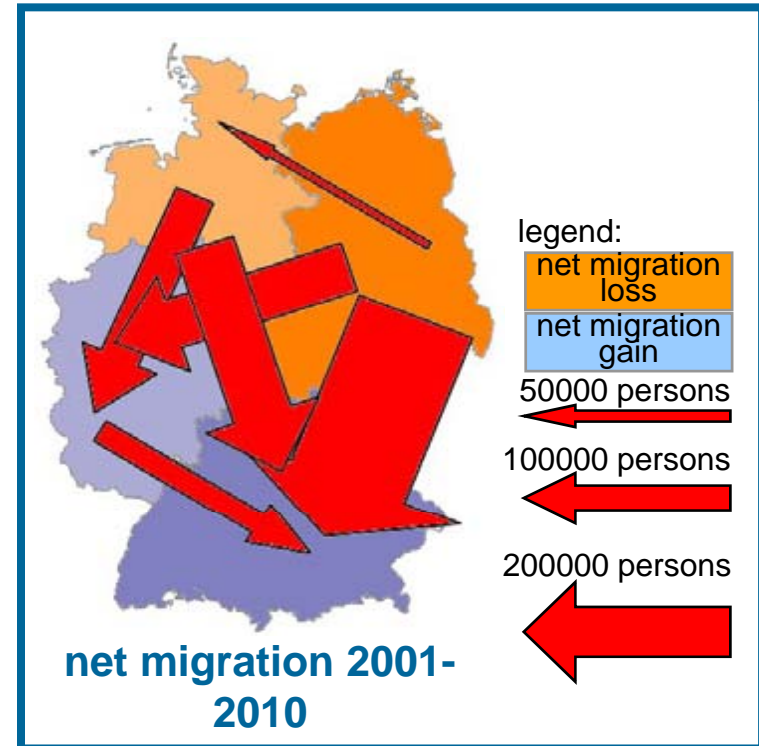 legend:
net migration
loss
net migration
gain
50000 persons
100000 persons
200000 persons
net migration 2001-
2010